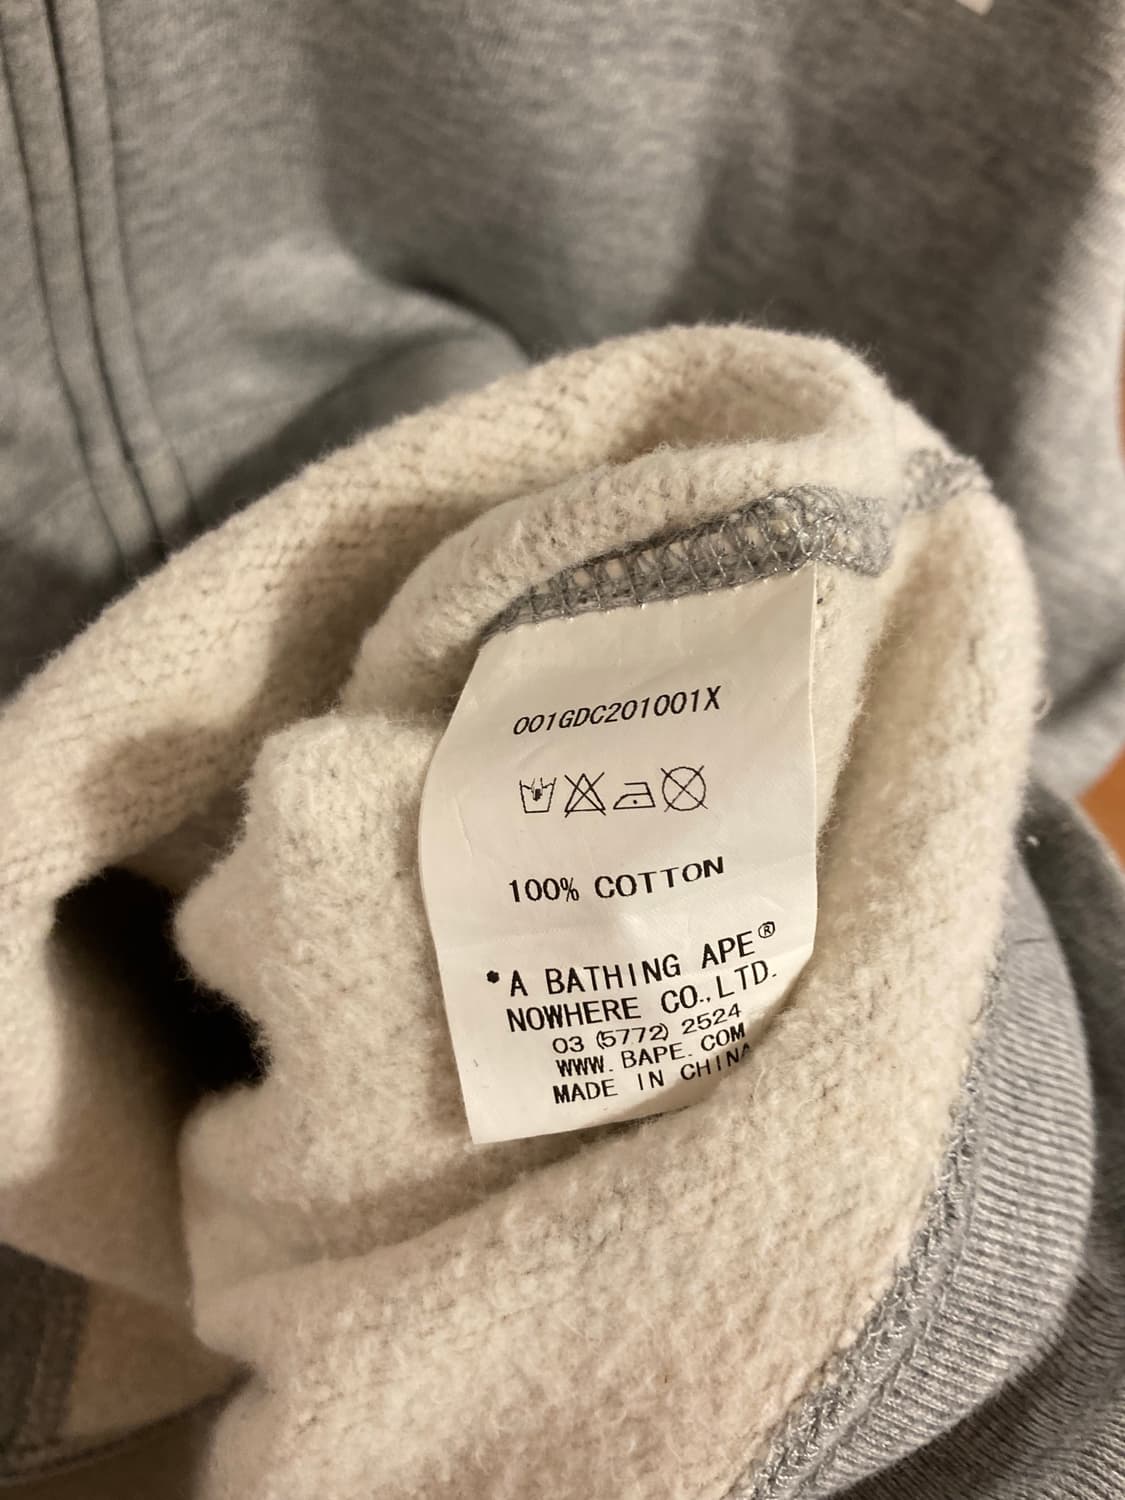 001GDC201001X
100% COTTON
*A BATHING APE®
NOWHERE CO.,LTD.
03 (5772) 2524
WWW. BAPE. COM
MADE IN CHINA